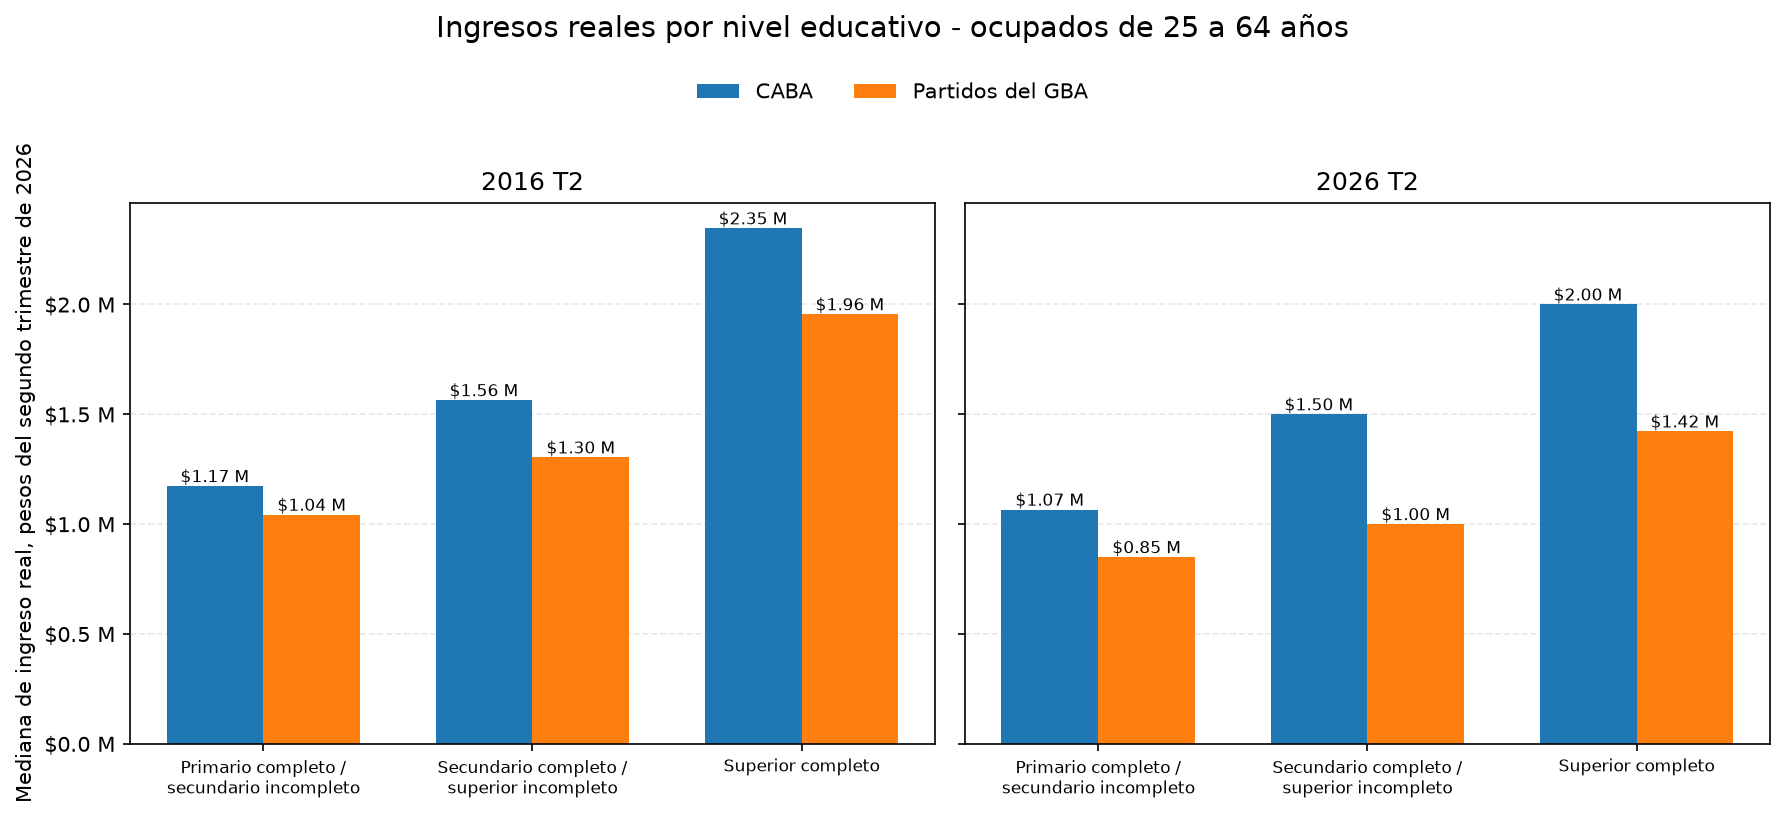 Ingresos reales por nivel educativo - ocupados de 25 a 64 años
CABA
Partidos del GBA
Mediana de ingreso real, pesos del segundo trimestre de 2026
2016 T2
$2.0 M
$1.5 M
$1.0 M
$0.5 M
$0.0 M
$1.17 M
$1.04 M
$1.56 M
$1.30 M
$2.35 M
$1.96 M
Primario completo /
secundario incompleto
Secundario completo /
superior incompleto
Superior completo
2026 T2
$1.07 M
$0.85 M
$1.50 M
$1.00 M
$2.00 M
$1.42 M
Primario completo /
secundario incompleto
Secundario completo /
superior incompleto
Superior completo